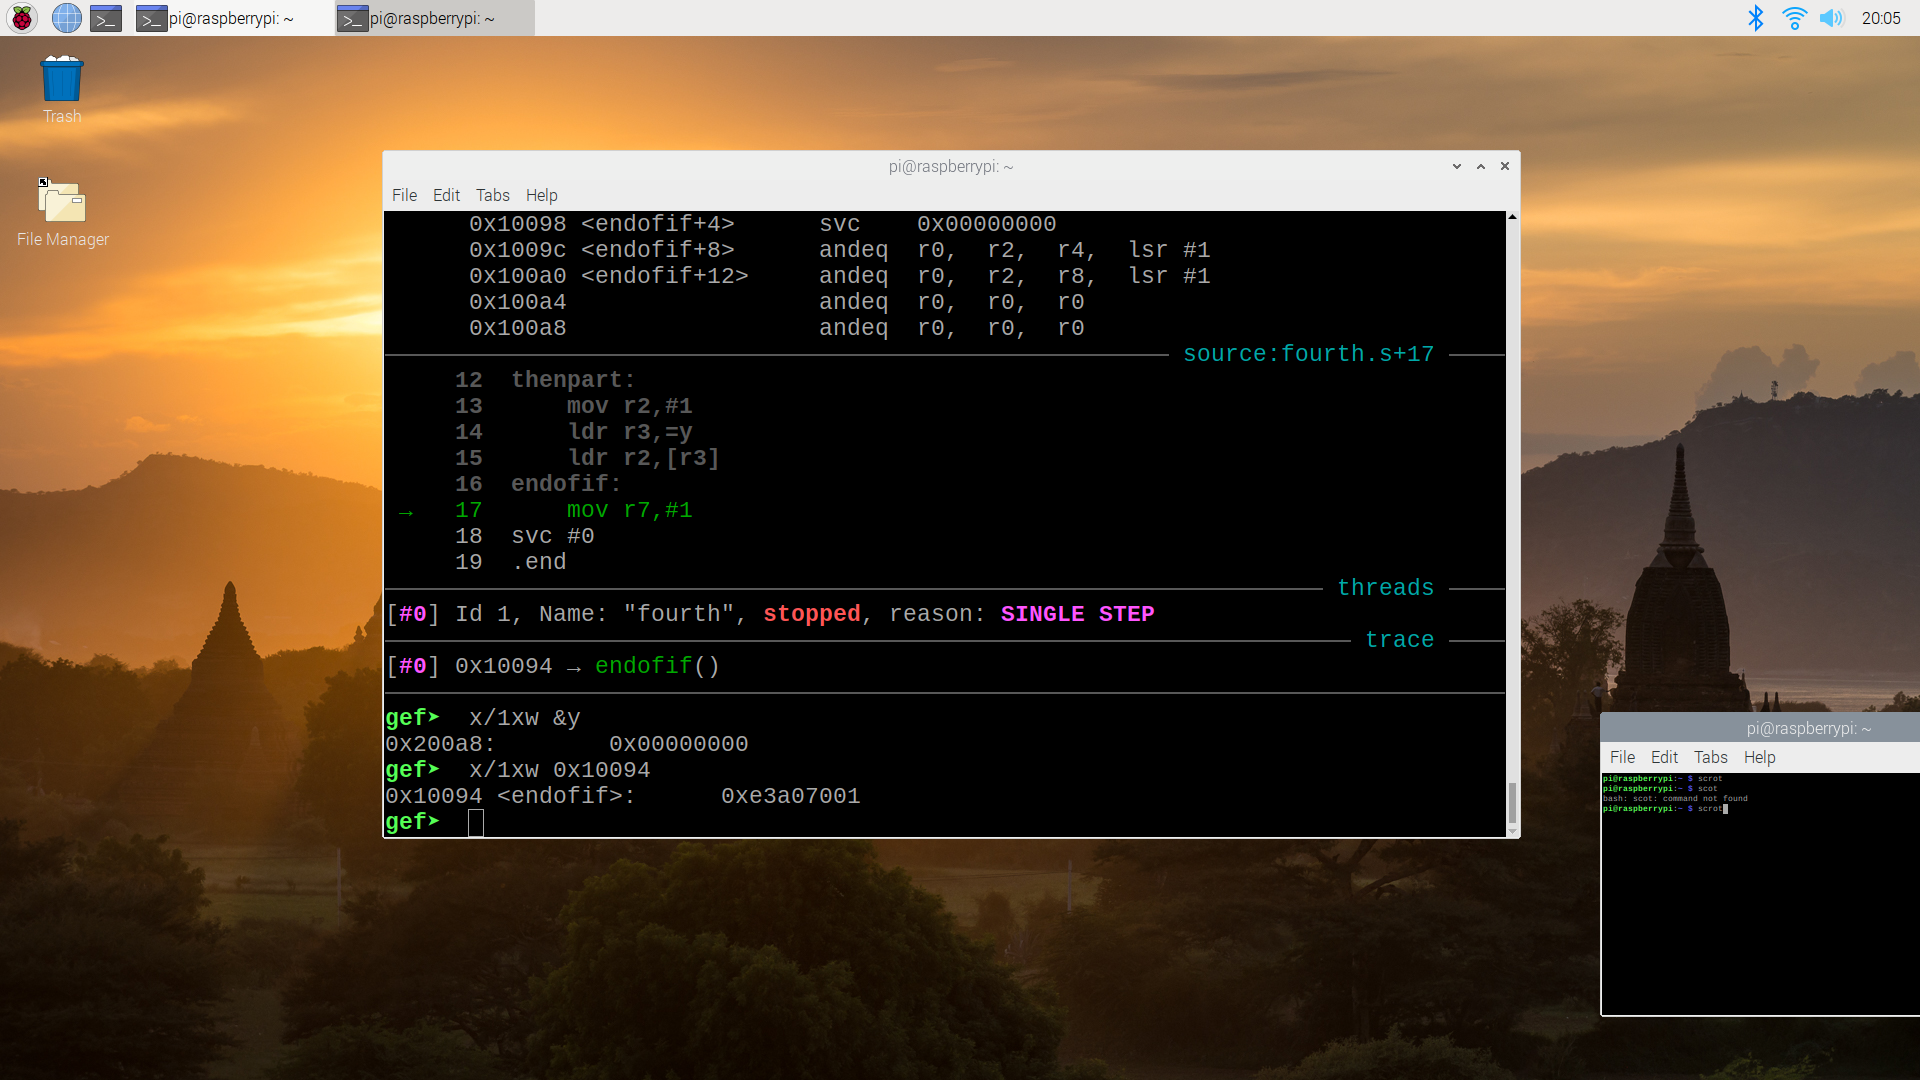 pi@raspberrypi: ~
pi@raspberrypi: ~
20:05
Trash
File Manager
pi@raspberrypi: ~
File Edit Tabs Help
0x10098 <endofif+4> svc 0x00000000
0x1009c <endofif+8> andeq r0, r2, r4, lsr #1
0x100a0 <endofif+12> andeq r0, r2, r8, lsr #1
0x100a4 andeq r0, r0, r0
0x100a8 andeq r0, r0, r0
source:fourth.s+17
12 thenpart:
13 mov r2,#1
14 ldr r3,=y
15 ldr r2,[r3]
16 endofif:
→ 17 mov r7,#1
18 svc #0
19 .end
threads
[#0] Id 1, Name: "fourth", stopped, reason: SINGLE STEP
trace
[#0] 0x10094 → endofif()
gef➤ x/1xw &y
0x200a8: 0x00000000
gef➤ x/1xw 0x10094
0x10094 <endofif>: 0xe3a07001
gef➤
pi@raspberrypi: ~
File Edit Tabs Help
pi@raspberrypi:~ $ scrot
pi@raspberrypi:~ $ scot
bash: scot: command not found
pi@raspberrypi:~ $ scrot